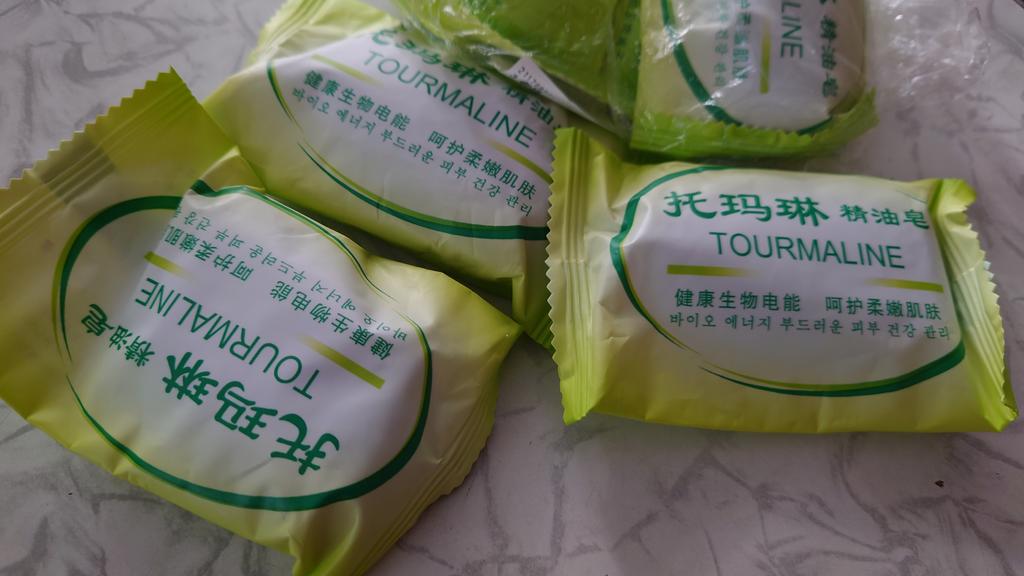 托玛琳 精油皂
TOURMALINE
健康生物电能 呵护柔嫩肌肤
바이오 에너지 부드러운 피부 건강 관리
TOURMALINE
健康生物电能 呵护柔嫩肌肤
바이오 에너지 부드러운 피부 건강 관리
托玛琳 精油皂
TOURMALINE
健康生物电能 呵护柔嫩肌
바이오 에너지 부드러운 피부 건강
精油皂